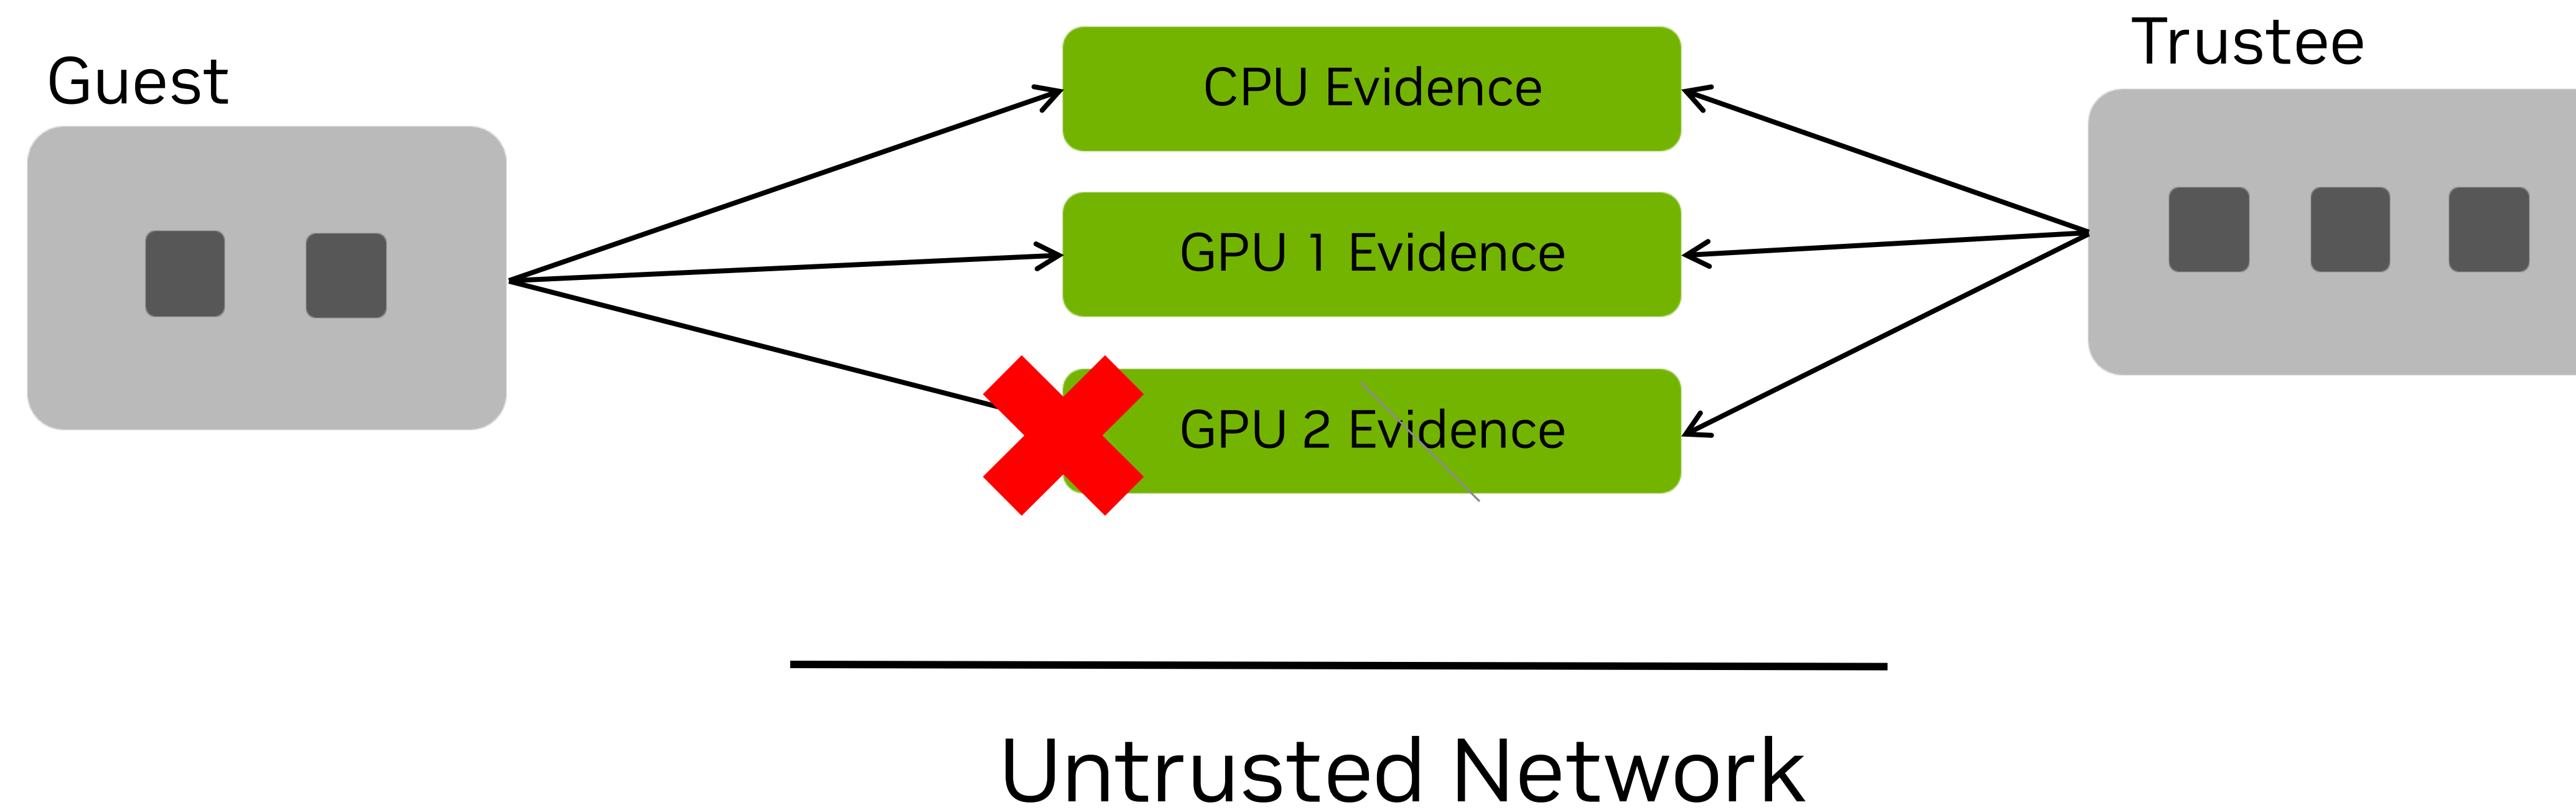 Guest
Trustee
CPU Evidence
GPU 1 Evidence
GPU 2 Evidence
Untrusted Network